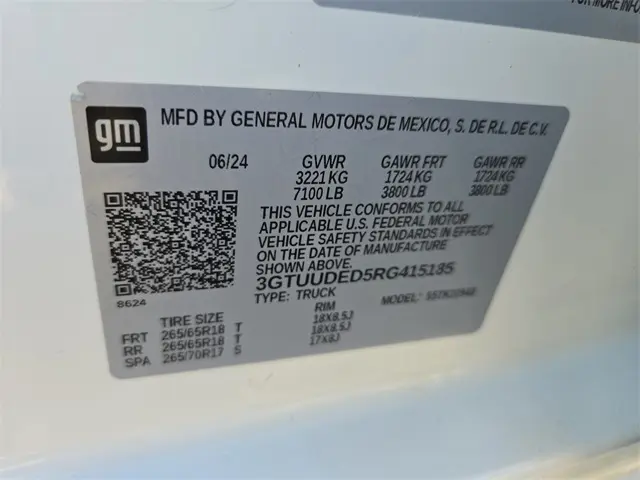 FOR MORE INFO
gm
MFD BY GENERAL MOTORS DE MEXICO, S. DE R.L. DE C.V.
06/24 GVWR GAWR FRT GAWR RR
3221 KG 1724 KG 1724 KG
7100 LB 3800 LB 3800 LB
THIS VEHICLE CONFORMS TO ALL
APPLICABLE U.S. FEDERAL MOTOR
VEHICLE SAFETY STANDARDS IN EFFECT
ON THE DATE OF MANUFACTURE
SHOWN ABOVE.
3GTUUDED5RG415185
8624
TYPE: TRUCK MODEL:
TIRE SIZE RIM
FRT 265/65R18 T 18X8.5J
RR 265/65R18 T 18X8.5J
SPA 265/70R17 S 17X8J